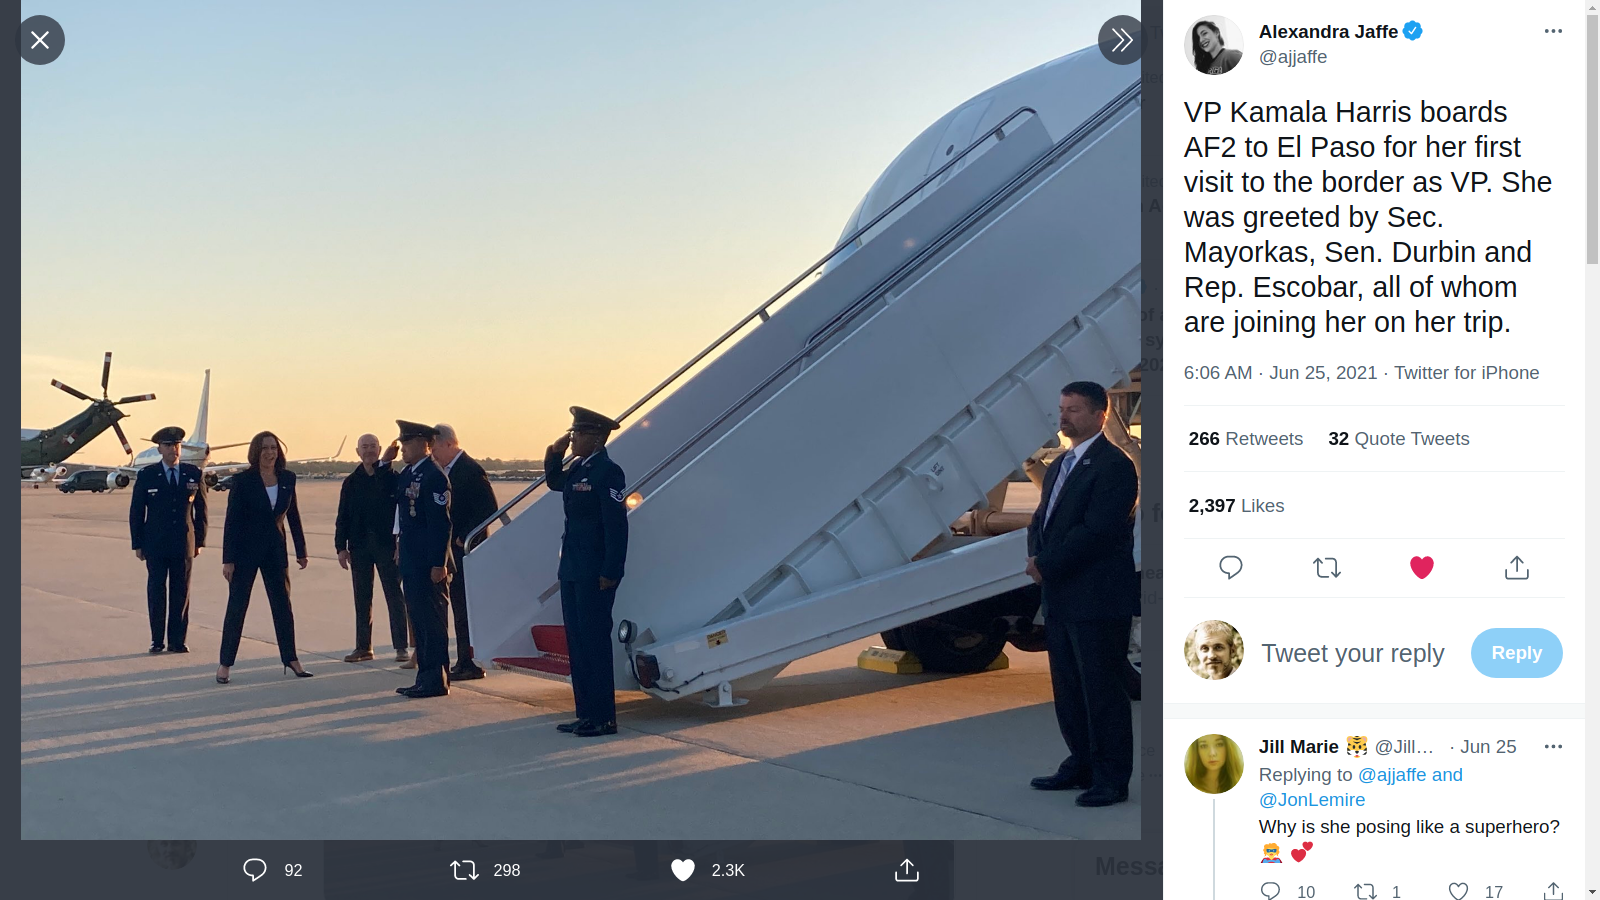 Alexandra Jaffe
@ajjaffe
VP Kamala Harris boards
AF2 to El Paso for her first
visit to the border as VP. She
was greeted by Sec.
Mayorkas, Sen. Durbin and
Rep. Escobar, all of whom
are joining her on her trip.
6:06 AM · Jun 25, 2021 · Twitter for iPhone
266 Retweets 32 Quote Tweets
2,397 Likes
Tweet your reply
Reply
Jill Marie 🐯 @Jill… · Jun 25
Replying to @ajjaffe and
@JonLemire
Why is she posing like a superhero?
🦸 💕
10 1 17
92 298 2.3K
Messa